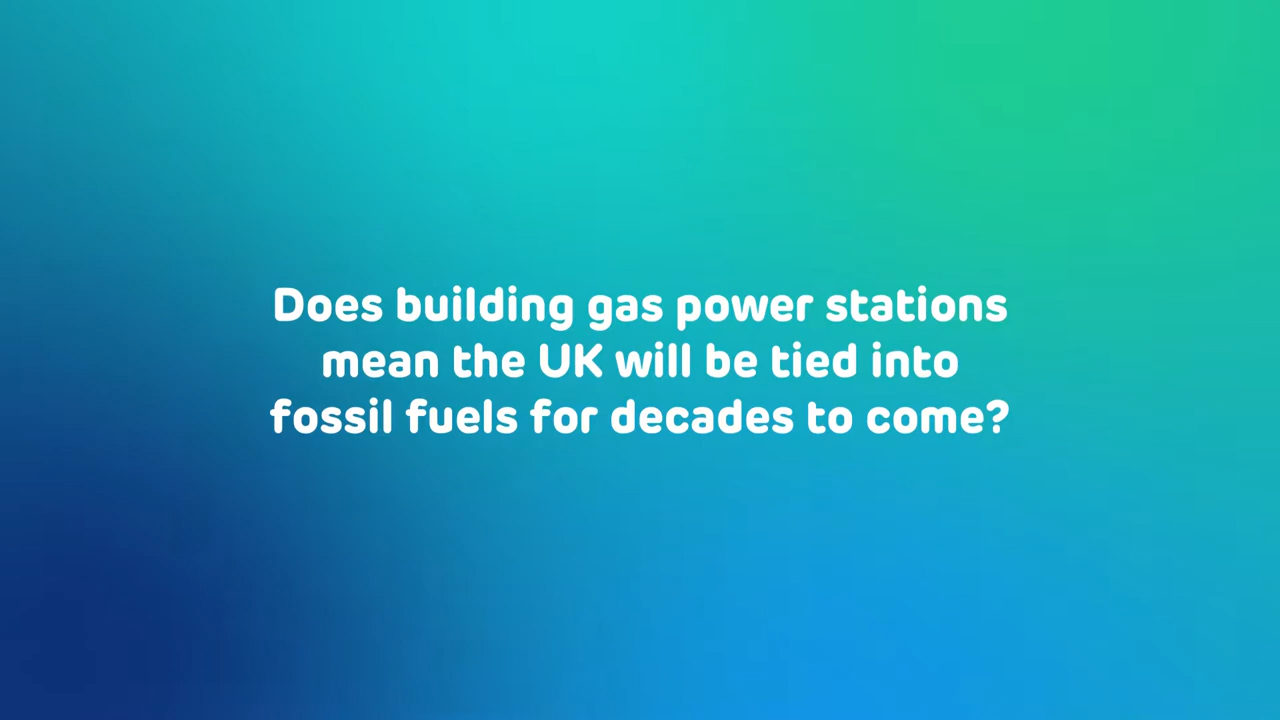 Does building gas power stations
mean the UK will be tied into
fossil fuels for decades to come?